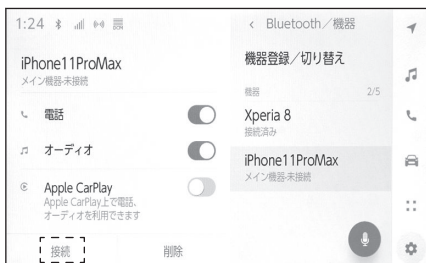 1:24
iPhone11ProMax
メイン機器-未接続
電話
オーディオ
Apple CarPlay
Apple CarPlay上で電話、
オーディオを利用できます
接続
削除
< Bluetooth／機器
機器登録／切り替え
機器 2/5
Xperia 8
接続済み
iPhone11ProMax
メイン機器-未接続